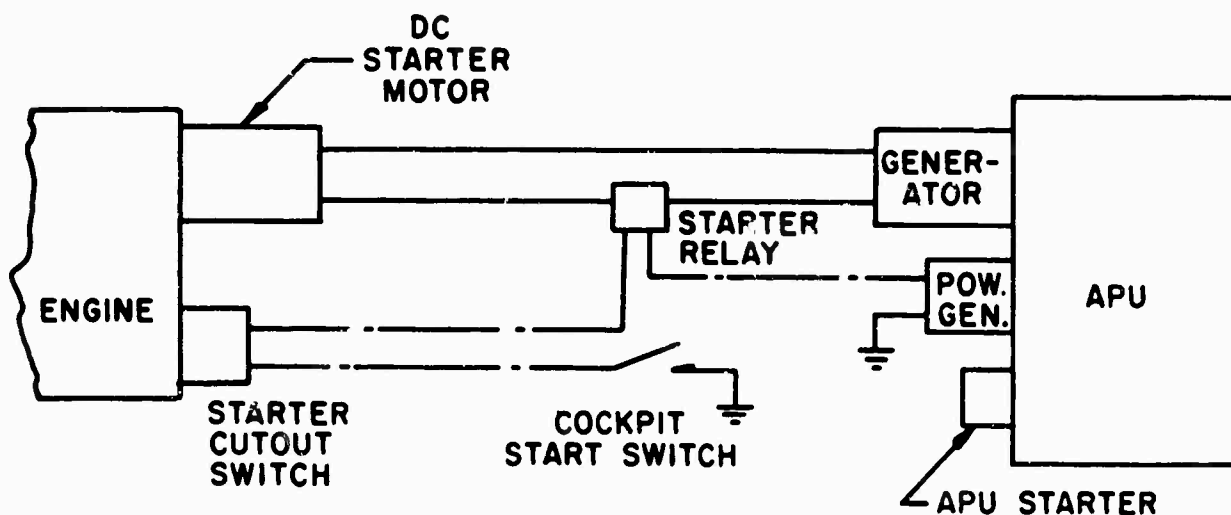 DC
STARTER
MOTOR
GENER-
ATOR
STARTER
RELAY
ENGINE
POW.
GEN.
APU
STARTER
CUTOUT
SWITCH
COCKPIT
START SWITCH
APU STARTER